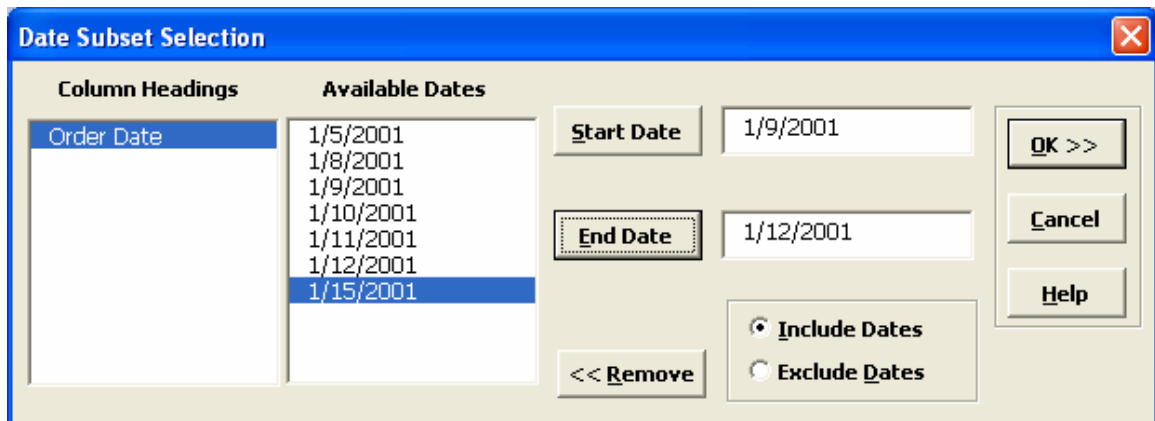 Date Subset Selection
Column Headings
Available Dates
Order Date
1/5/2001
1/8/2001
1/9/2001
1/10/2001
1/11/2001
1/12/2001
1/15/2001
Start Date
1/9/2001
End Date
1/12/2001
<< Remove
Include Dates
Exclude Dates
OK >>
Cancel
Help